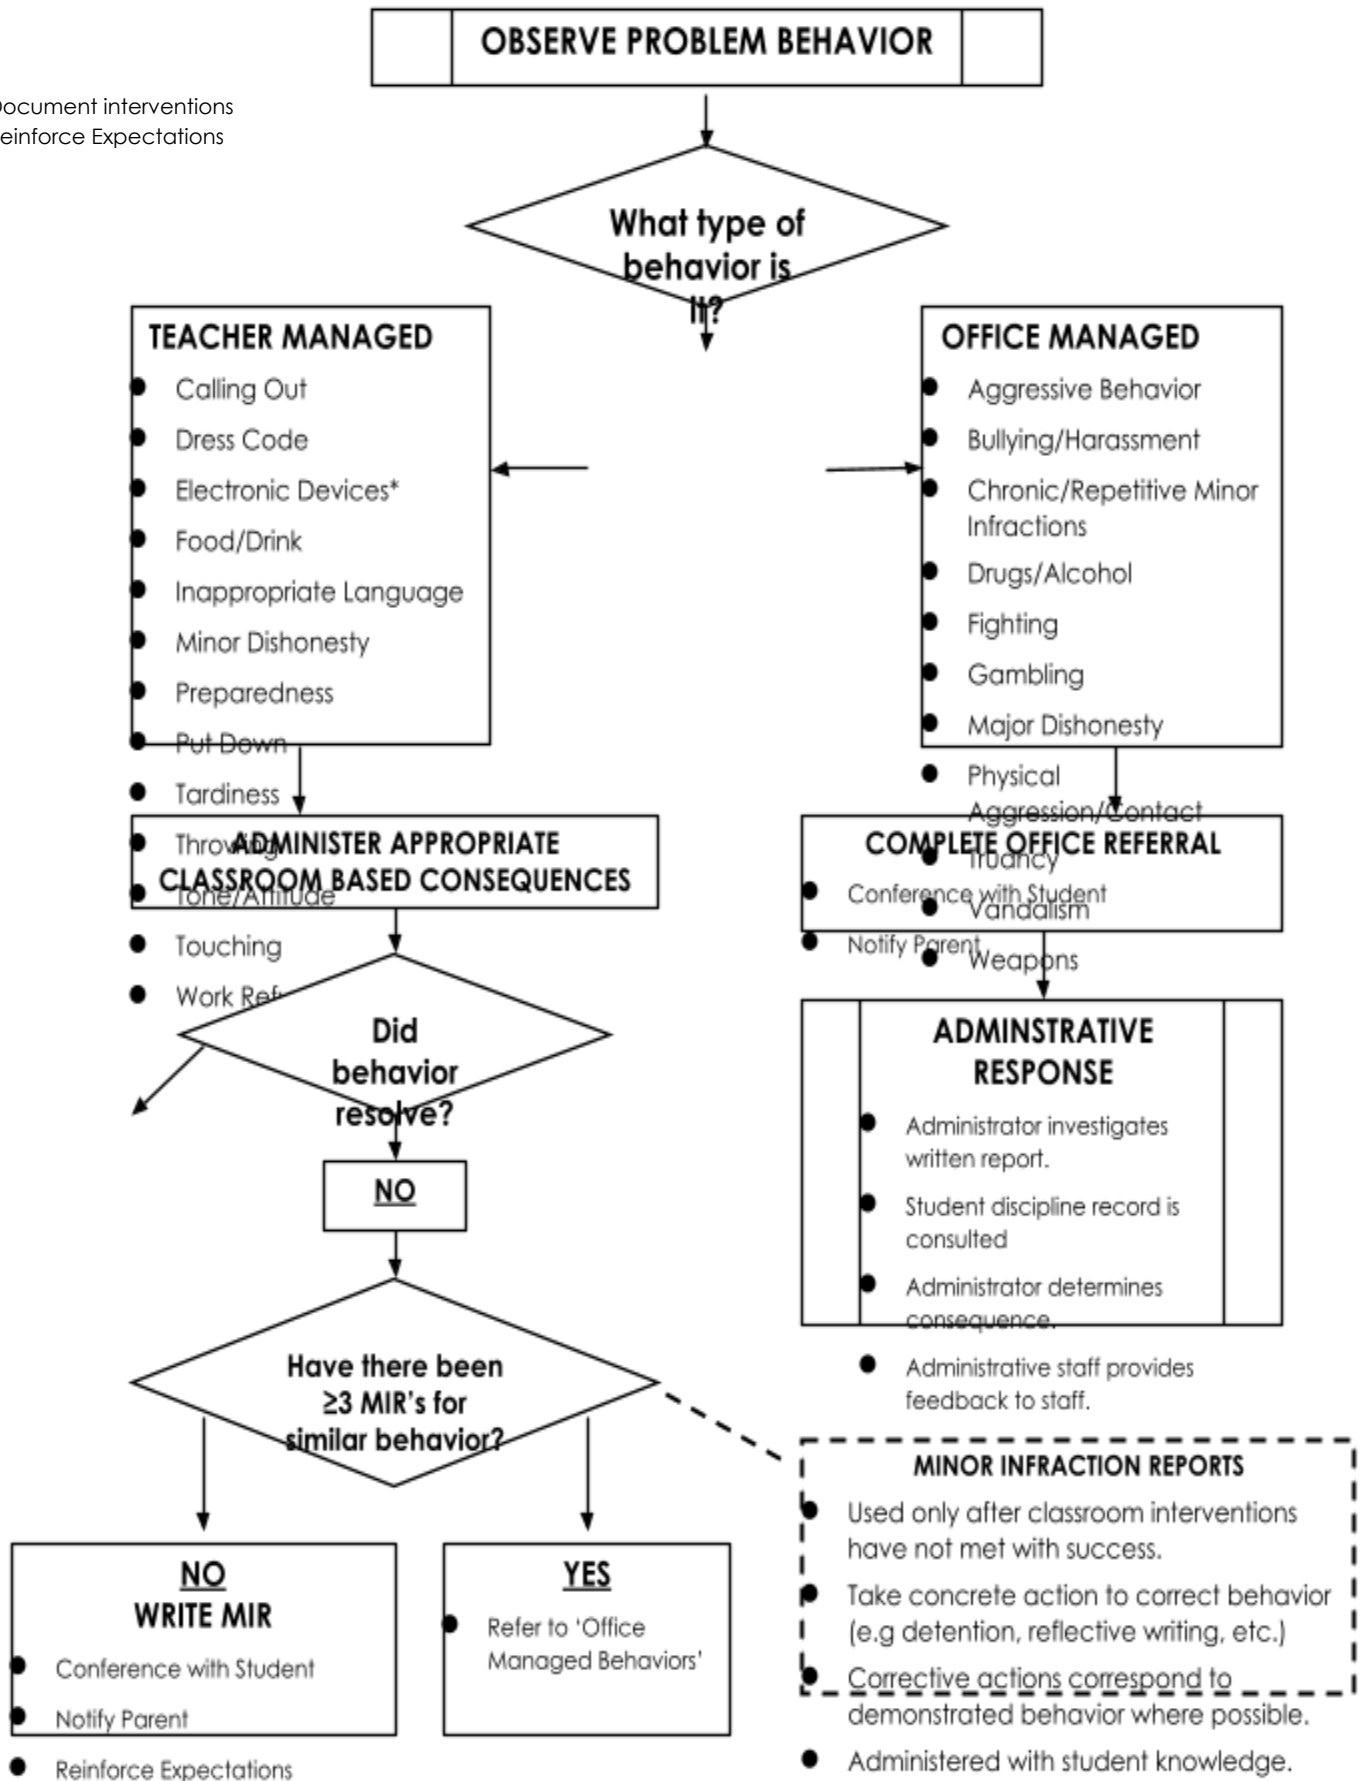 OBSERVE PROBLEM BEHAVIOR
ocument interventions
einforce Expectations
What type of
behavior is
it?
TEACHER MANAGED
Calling Out
Dress Code
Electronic Devices*
Food/Drink
Inappropriate Language
Minor Dishonesty
Preparedness
Put Down
Tardiness
Throwing
Tone/Attitude
Touching
Work
OFFICE MANAGED
Aggressive Behavior
Bullying/Harassment
Chronic/Repetitive Minor
Infractions
Drugs/Alcohol
Fighting
Gambling
Major Dishonesty
Physical
Aggression/Contact
Truancy
Vandalism
Weapons
ADMINISTER APPROPRIATE
CLASSROOM BASED CONSEQUENCES
COMPLETE OFFICE REFERRAL
Conference with Student
Notify Parent
Did
behavior
resolve?
NO
ADMINSTRATIVE
RESPONSE
Administrator investigates
written report.
Student discipline record is
consulted
Administrator determines
consequence.
Administrative staff provides
feedback to staff.
Have there been
≥3 MIR's for
similar behavior?
NO
WRITE MIR
Conference with Student
Notify Parent
Reinforce Expectations
YES
Refer to ‘Office
Managed Behaviors’
MINOR INFRACTION REPORTS
Used only after classroom interventions
have not met with success.
Take concrete action to correct behavior
(e.g detention, reflective writing, etc.)
Corrective actions correspond to
demonstrated behavior where possible.
Administered with student knowledge.